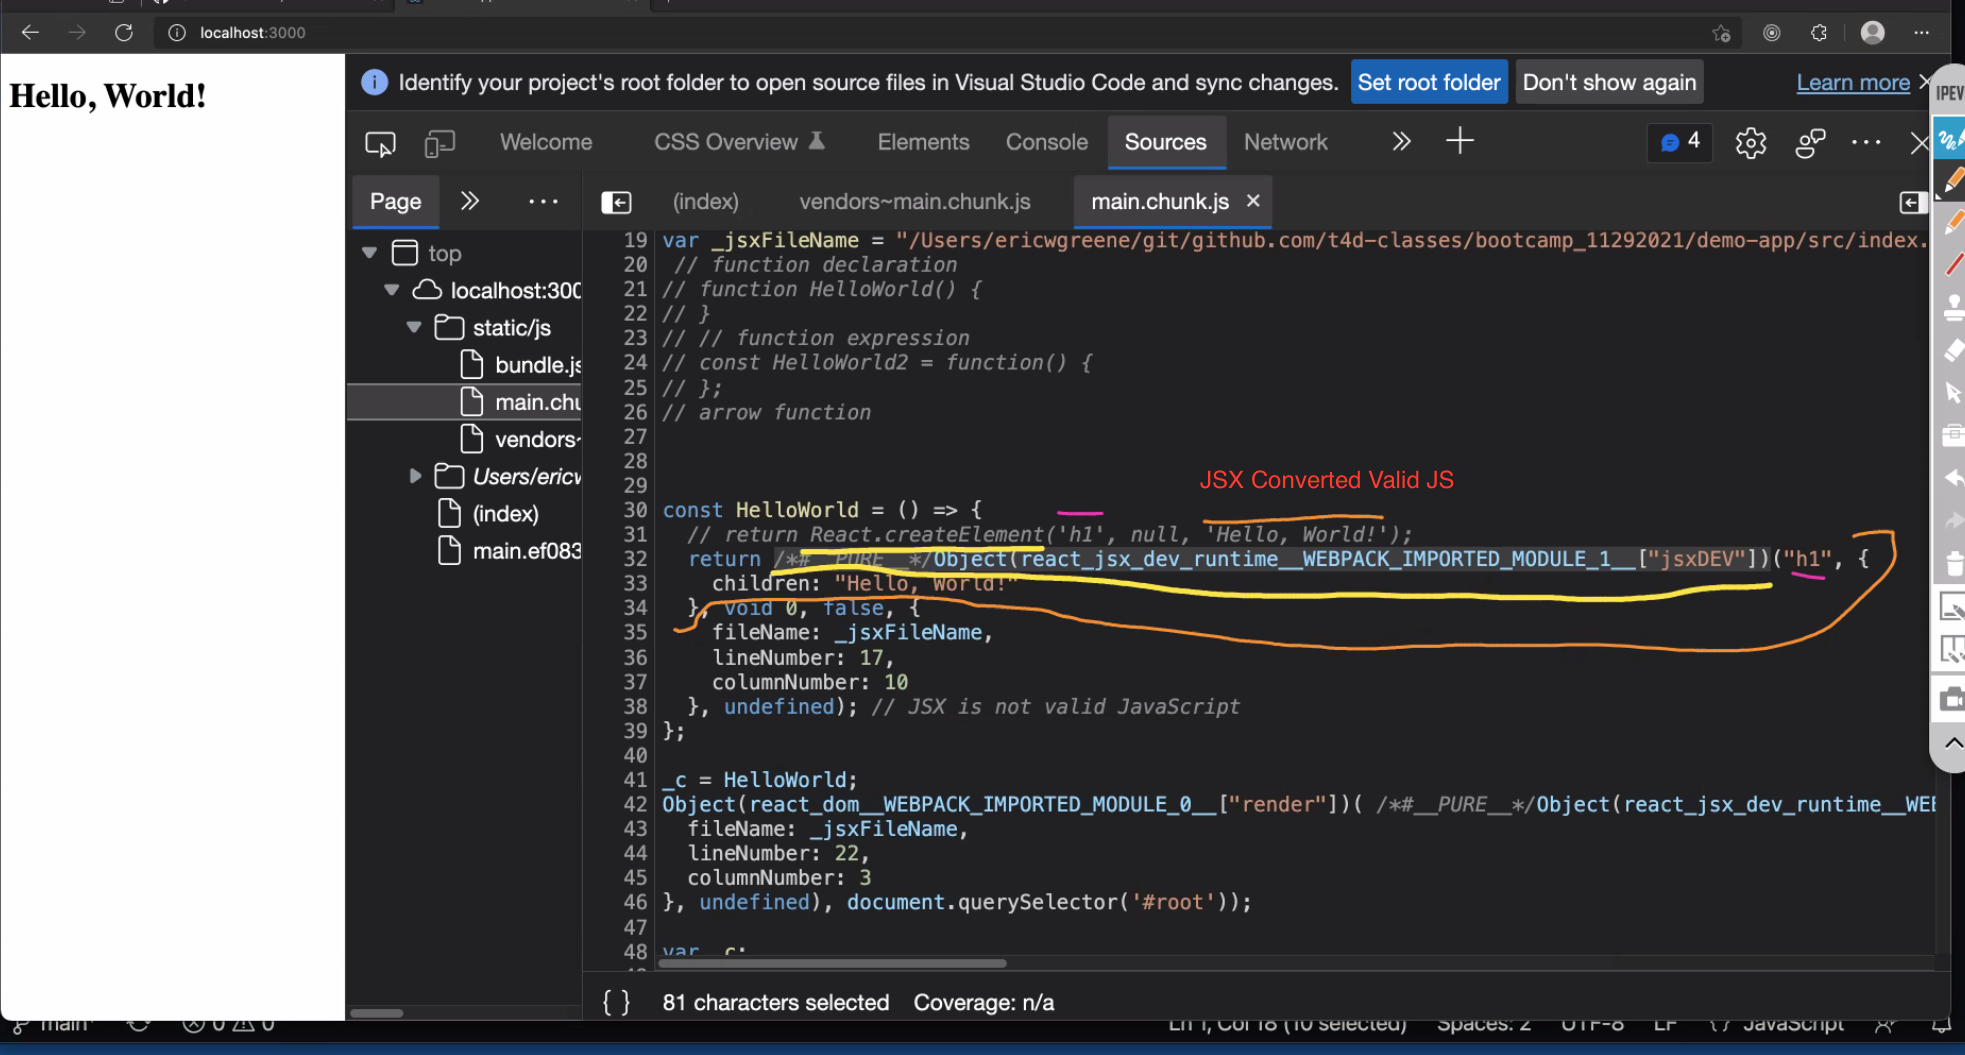 localhost:3000
Hello, World!
Identify your project's root folder to open source files in Visual Studio Code and sync changes. Set root folder Don't show again Learn more
IPEV
Welcome CSS Overview Elements Console Sources Network 4
Page (index) vendors~main.chunk.js main.chunk.js
top
localhost:300
static/js
bundle.js
main.chu
vendors~
Users/ericw
(index)
main.ef083
19 var _jsxFileName = "/Users/ericwgreene/git/github.com/t4d-classes/bootcamp_11292021/demo-app/src/index.
20 // function declaration
21 // function HelloWorld() {
22 // }
23 // // function expression
24 // const HelloWorld2 = function() {
25 // };
26 // arrow function
27
28
29
JSX Converted Valid JS
30 const HelloWorld = () => {
31 // return React.createElement('h1', null, 'Hello, World!');
32 return /*#__PURE__*/Object(react_jsx_dev_runtime__WEBPACK_IMPORTED_MODULE_1__["jsxDEV"])("h1", {
33 children: "Hello, World!"
34 }, void 0, false, {
35 fileName: _jsxFileName,
36 lineNumber: 17,
37 columnNumber: 10
38 }, undefined); // JSX is not valid JavaScript
39 };
40
41 _c = HelloWorld;
42 Object(react_dom__WEBPACK_IMPORTED_MODULE_0__["render"])( /*#__PURE__*/Object(react_jsx_dev_runtime__WEB
43 fileName: _jsxFileName,
44 lineNumber: 22,
45 columnNumber: 3
46 }, undefined), document.querySelector('#root'));
47
48 var _c;
{ } 81 characters selected Coverage: n/a
main* 0 0 Ln 1, Col 18 (10 selected) Spaces: 2 UTF-8 LF {} JavaScript